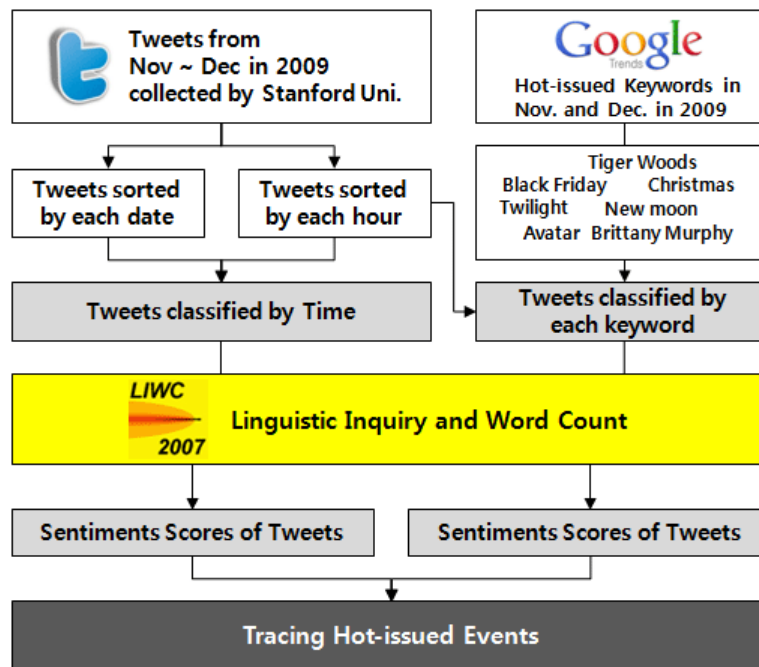 Tweets from
Nov ~ Dec in 2009
collected by Stanford Uni.
Google
Trends
Hot-issued Keywords in
Nov. and Dec. in 2009
Tweets sorted
by each date
Tweets sorted
by each hour
Tiger Woods
Black Friday Christmas
Twilight New moon
Avatar Brittany Murphy
Tweets classified by Time
Tweets classified by
each keyword
LIWC
2007
Linguistic Inquiry and Word Count
Sentiments Scores of Tweets
Sentiments Scores of Tweets
Tracing Hot-issued Events